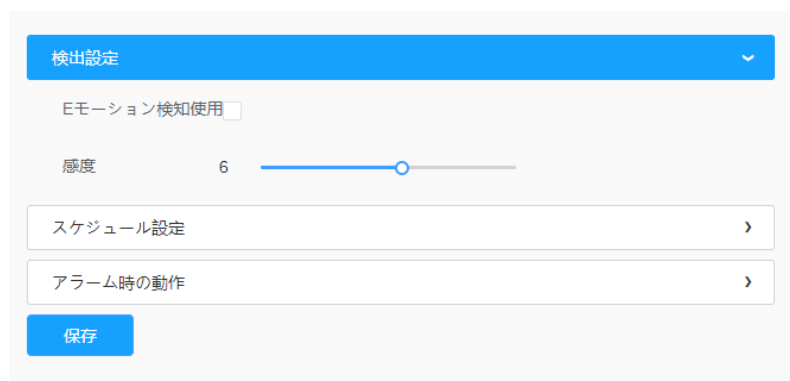 検出設定
Eモーション検知使用
感度 6
スケジュール設定
アラーム時の動作
保存